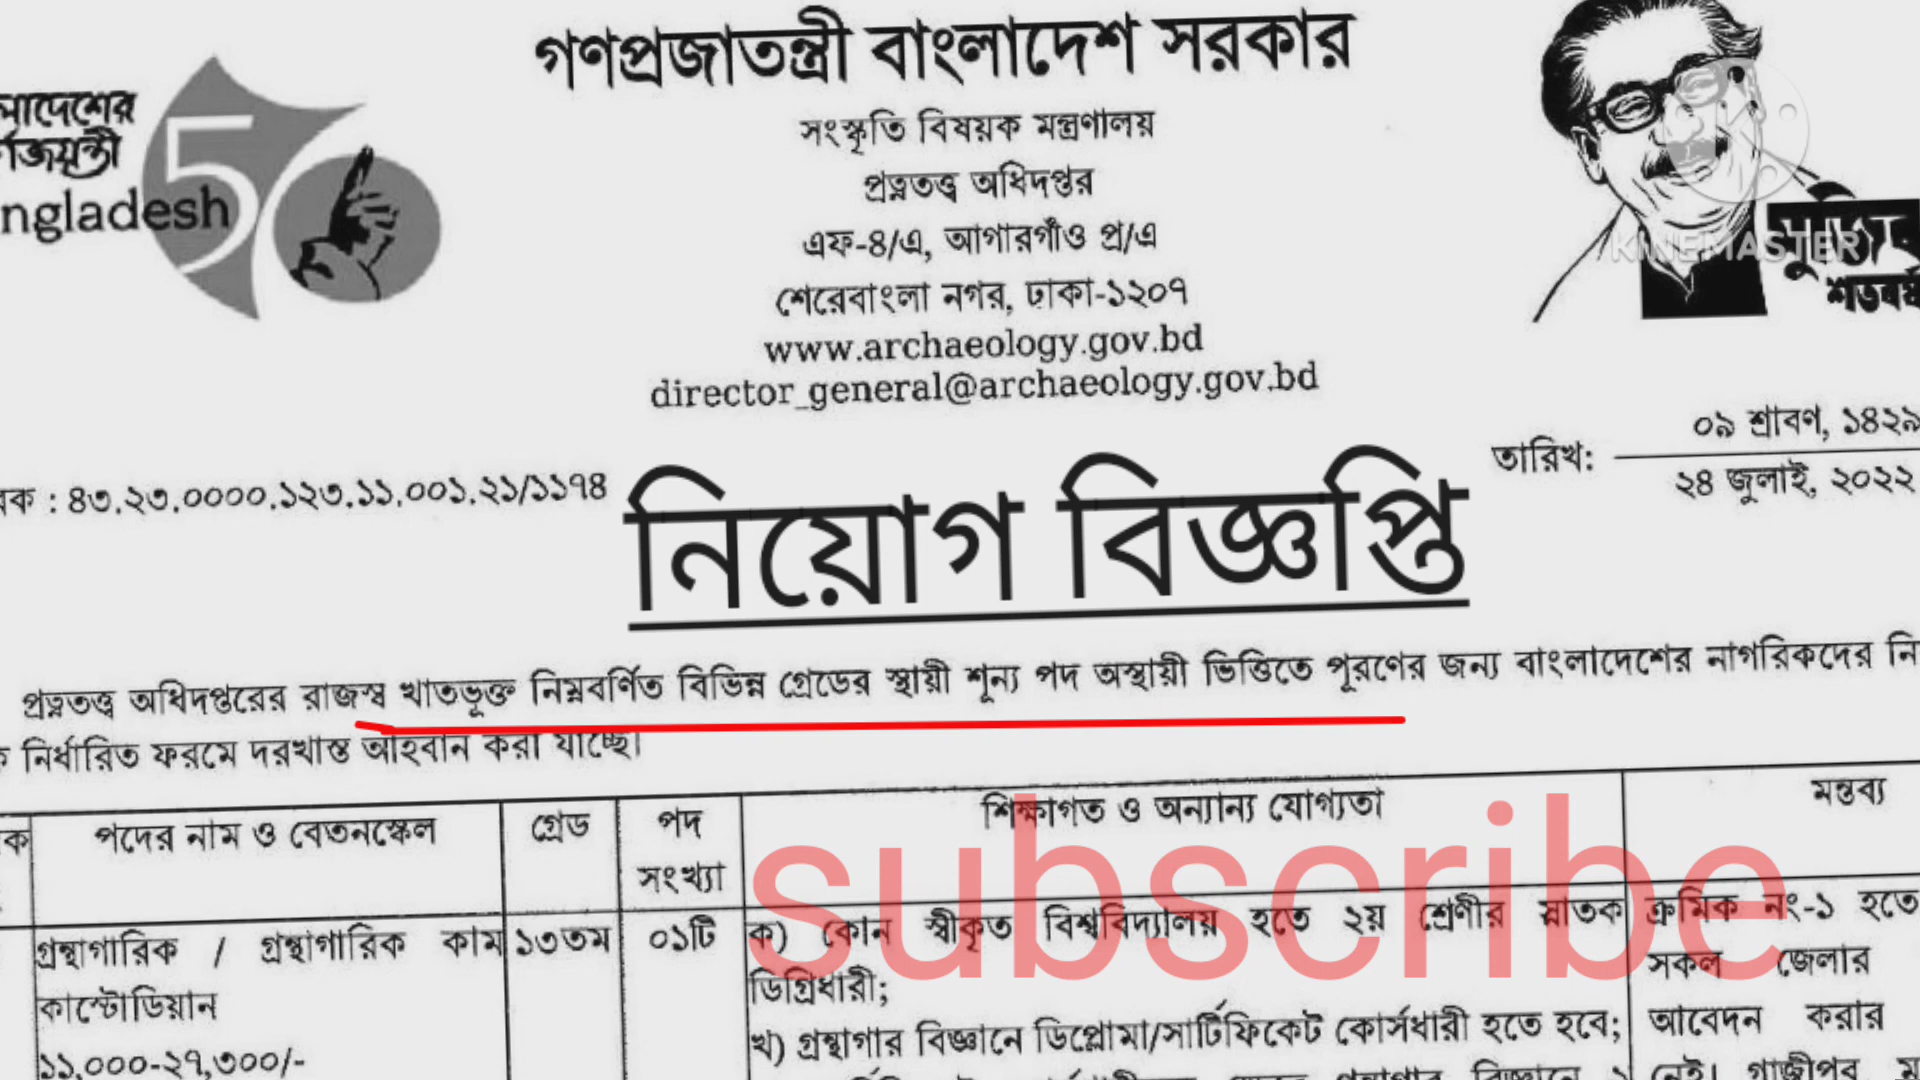 গণপ্রজাতন্ত্রী বাংলাদেশ সরকার
সংস্কৃতি বিষয়ক মন্ত্রণালয়
প্রত্নতত্ত্ব অধিদপ্তর
এফ-৪/এ, আগারগাঁও প্র/এ
শেরেবাংলা নগর, ঢাকা-১২০৭
www.archaeology.gov.bd
director_general@archaeology.gov.bd
লাদেশের
র্ণজয়ন্তী
ngladesh
50
মুজিব
শতবর্ষ
KINEMASTER
রক : ৪৩.২৩.০০০০.১২৩.১১.০০১.২১/১১৭৪
তারিখ:
০৯ শ্রাবণ, ১৪২৯
২৪ জুলাই, ২০২২
নিয়োগ বিজ্ঞপ্তি
প্রত্নতত্ত্ব অধিদপ্তরের রাজস্ব খাতভূক্ত নিম্নবর্ণিত বিভিন্ন গ্রেডের স্থায়ী শূন্য পদ অস্থায়ী ভিত্তিতে পূরণের জন্য বাংলাদেশের নাগরিকদের নি
ক নির্ধারিত ফরমে দরখাস্ত আহবান করা যাচ্ছে।
পদের নাম ও বেতনস্কেল
গ্রেড
পদ
সংখ্যা
শিক্ষাগত ও অন্যান্য যোগ্যতা
মন্তব্য
subscribe
গ্রন্থাগারিক / গ্রন্থাগারিক কাম
কাস্টোডিয়ান
১১,০০০-২৭,৩০০/-
১৩তম
০১টি
ক) কোন স্বীকৃত বিশ্ববিদ্যালয় হতে ২য় শ্রেণীর স্নাতক
ডিগ্রিধারী;
খ) গ্রন্থাগার বিজ্ঞানে ডিপ্লোমা/সার্টিফিকেট কোর্সধারী হতে হবে;
ক্রমিক নং-১ হতে
সকল জেলার
আবেদন করার
নেই। গাজীপুর